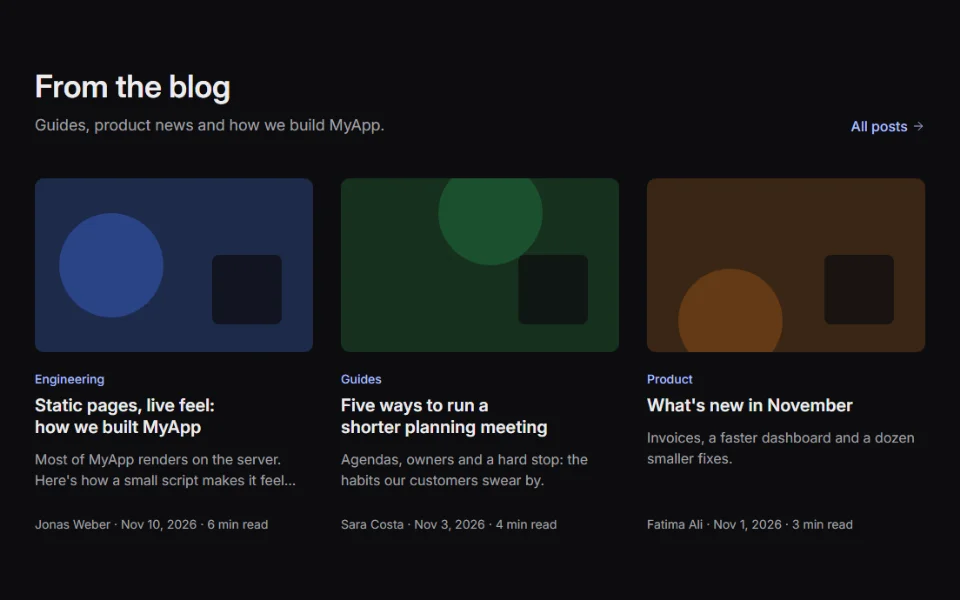 From the blog
Guides, product news and how we build MyApp.
All posts →
Engineering
Static pages, live feel:
how we built MyApp
Most of MyApp renders on the server.
Here's how a small script makes it feel...
Jonas Weber · Nov 10, 2026 · 6 min read
Guides
Five ways to run a
shorter planning meeting
Agendas, owners and a hard stop: the
habits our customers swear by.
Sara Costa · Nov 3, 2026 · 4 min read
Product
What's new in November
Invoices, a faster dashboard and a dozen
smaller fixes.
Fatima Ali · Nov 1, 2026 · 3 min read